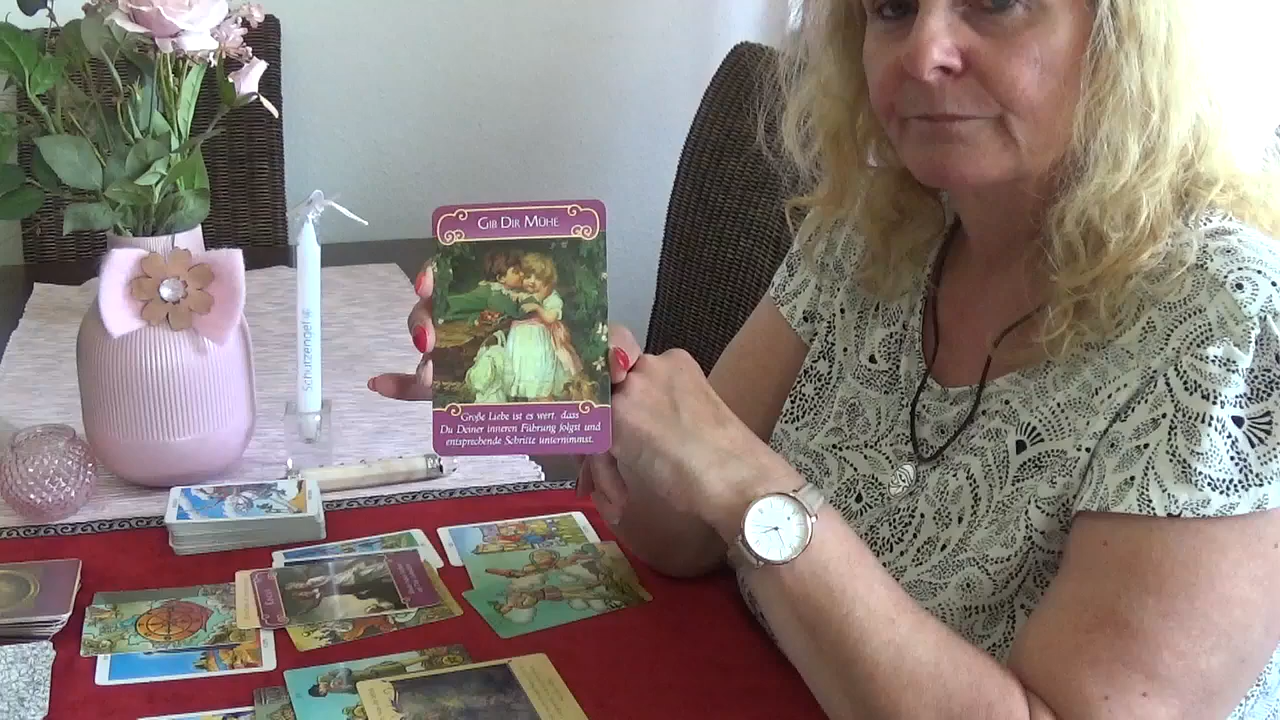 Gib Dir Mühe
Große Liebe ist es wert, dass
Du Deiner inneren Führung folgst und
entsprechende Schritte unternimmst.
Schutzengel